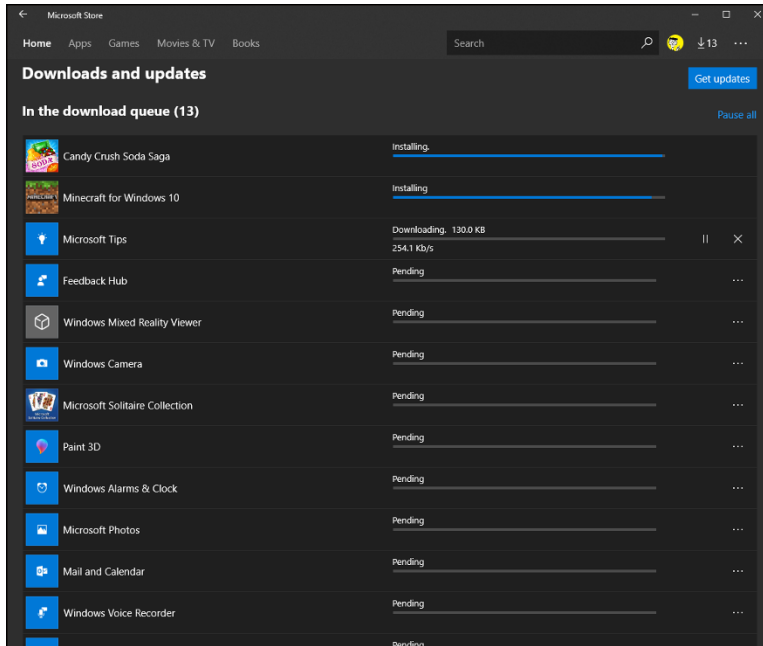 Microsoft Store
Home Apps Games Movies & TV Books Search 13
Downloads and updates
Get updates
In the download queue (13)
Pause all
Candy Crush Soda Saga
Installing.
Minecraft for Windows 10
Installing
Microsoft Tips
Downloading. 130.0 KB
254.1 Kb/s
Feedback Hub
Pending
Windows Mixed Reality Viewer
Pending
Windows Camera
Pending
Microsoft Solitaire Collection
Pending
Paint 3D
Pending
Windows Alarms & Clock
Pending
Microsoft Photos
Pending
Mail and Calendar
Pending
Windows Voice Recorder
Pending
Pending